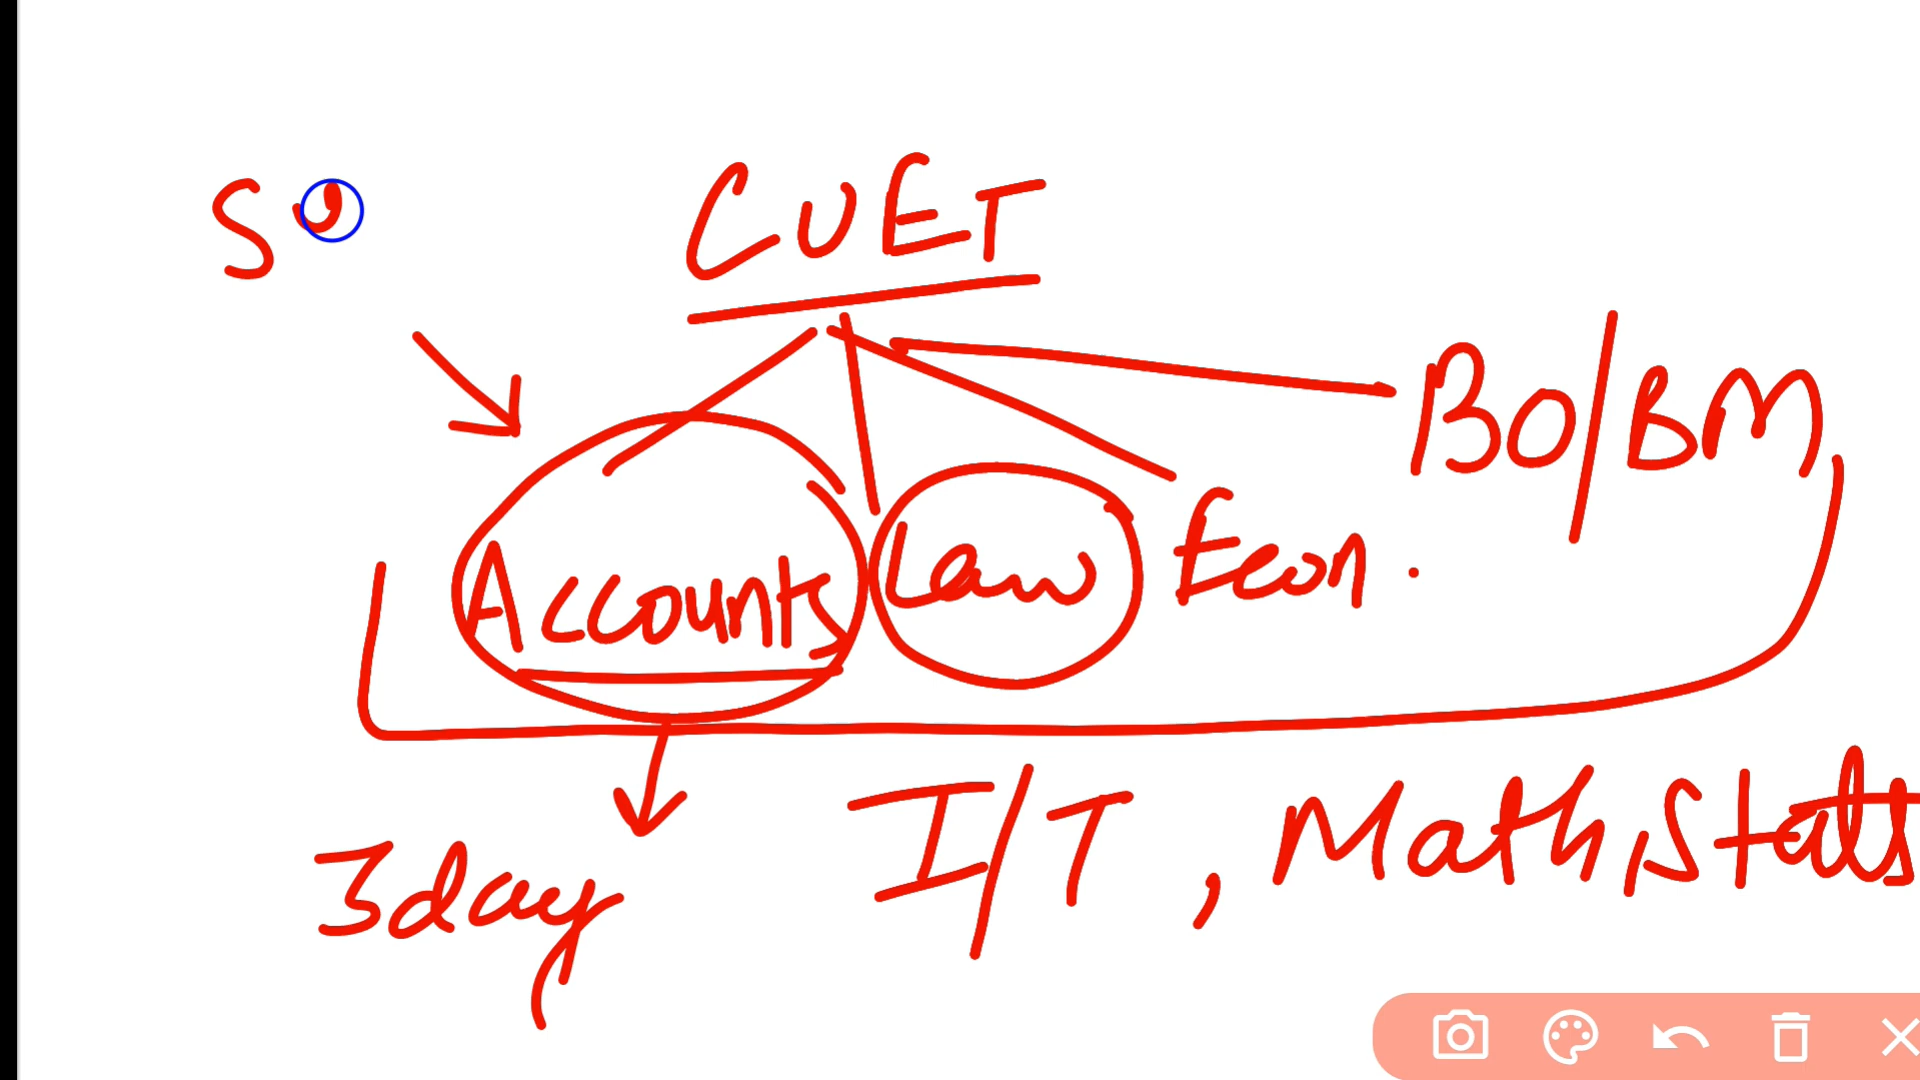 CUET
BO/BM
Accounts Law Econ.
3day I/T, Math, Stats